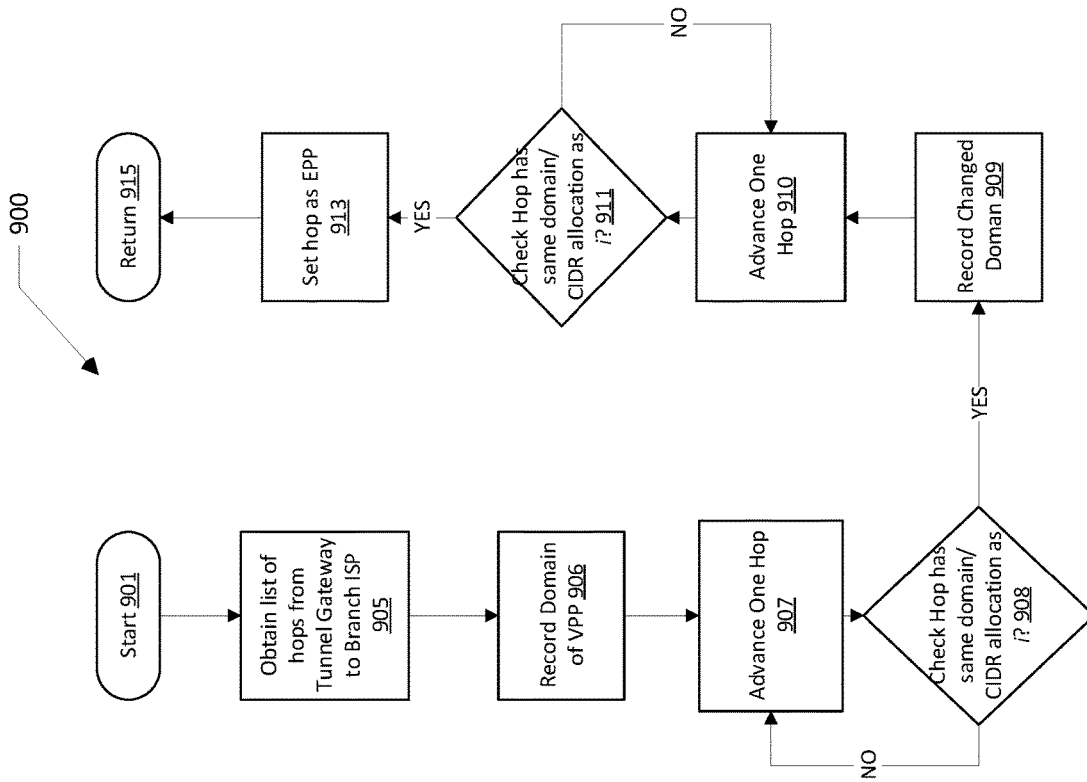 900
Start 901
Obtain list of
hops from
Tunnel Gateway
to Branch ISP
905
Record Domain
of VPP 906
Advance One Hop
907
Check Hop has
same domain/
CIDR allocation as
i? 908
NO
YES
Record Changed
Doman 909
Advance One
Hop 910
Check Hop has
same domain/
CIDR allocation as
i? 911
NO
YES
Set hop as EPP
913
Return 915